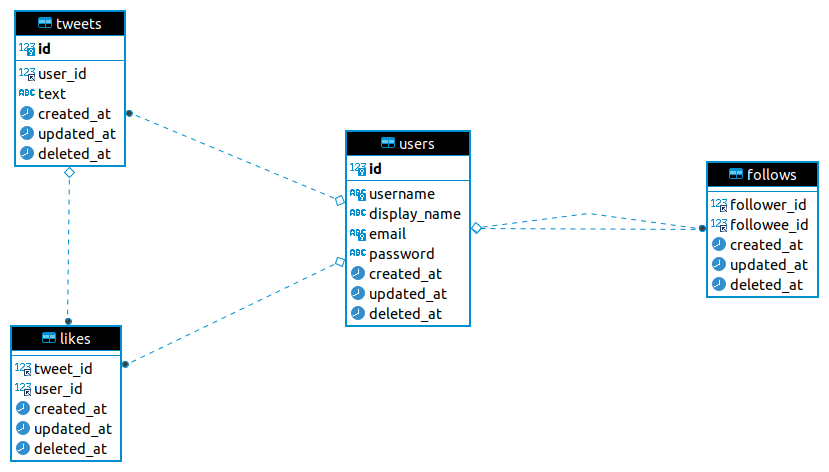 tweets
id
user_id
text
created_at
updated_at
deleted_at
users
id
username
display_name
email
password
created_at
updated_at
deleted_at
follows
follower_id
followee_id
created_at
updated_at
deleted_at
likes
tweet_id
user_id
created_at
updated_at
deleted_at